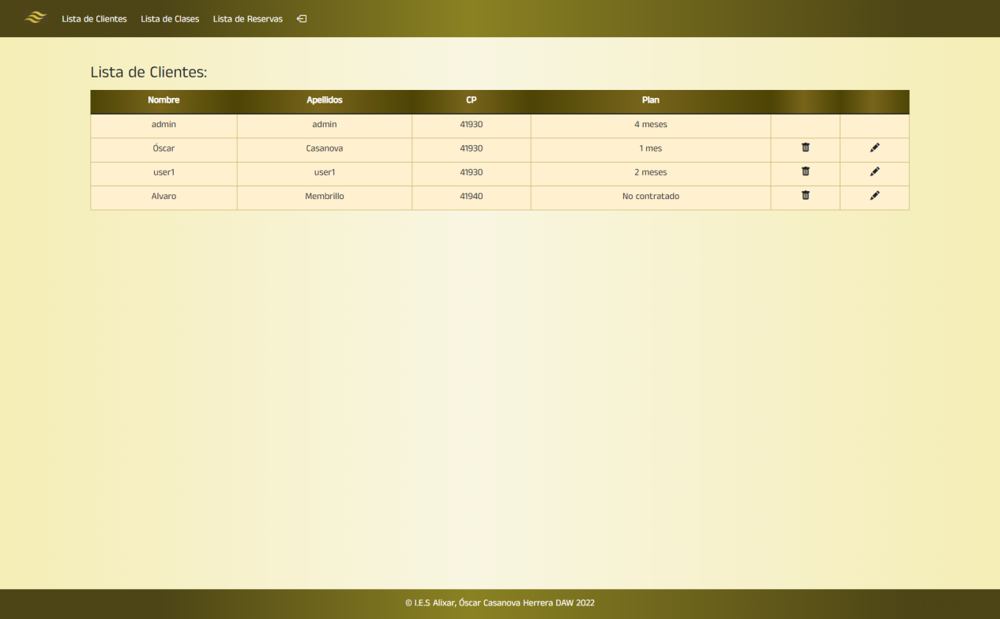 Lista de Clientes Lista de Clases Lista de Reservas
Lista de Clientes:
Nombre Apellidos CP Plan
admin admin 41930 4 meses
Óscar Casanova 41930 1 mes
user1 user1 41930 2 meses
Alvaro Membrillo 41940 No contratado
© I.E.S Alixar, Óscar Casanova Herrera DAW 2022